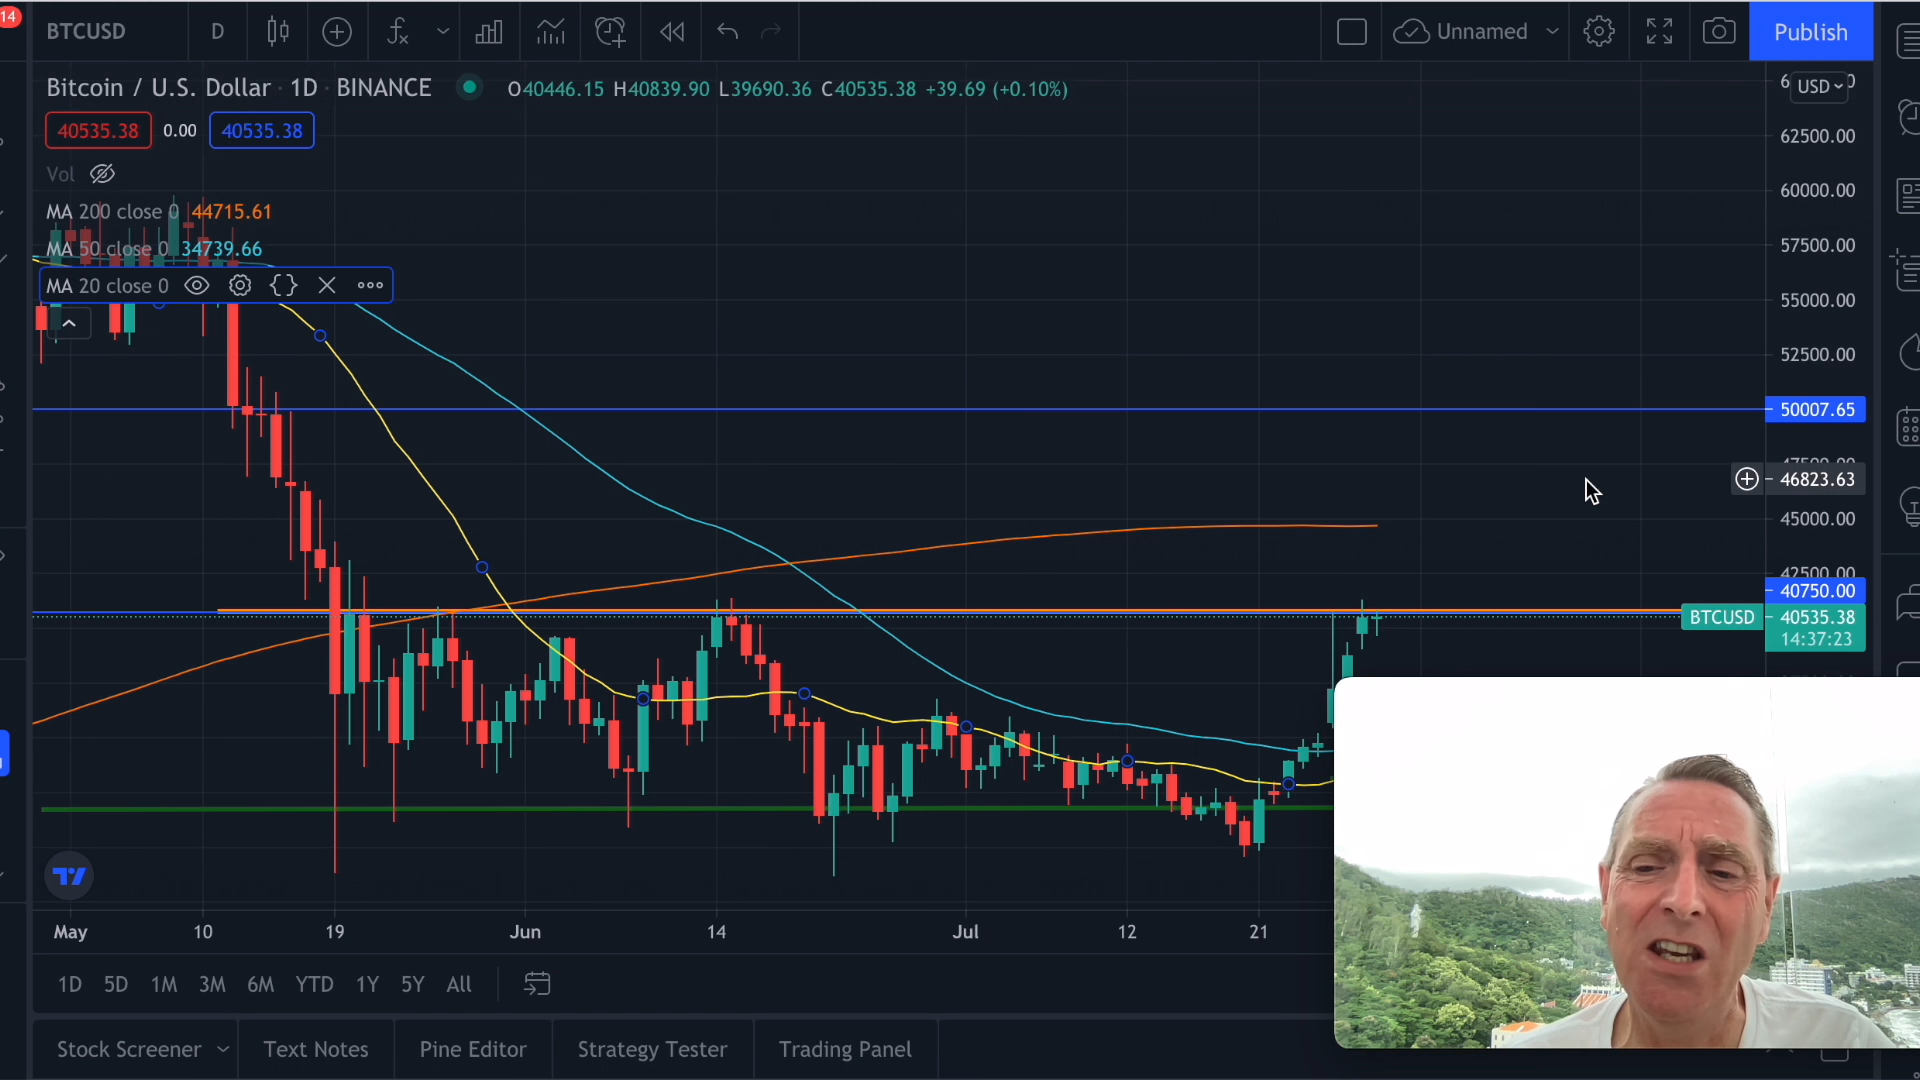 14
BTCUSD
D
Unnamed
Publish
Bitcoin / U.S. Dollar · 1D · BINANCE
O40446.15 H40839.90 L39690.36 C40535.38 +39.69 (+0.10%)
USD
40535.38
0.00
40535.38
Vol
MA 200 close 0 44715.61
MA 50 close 0 34739.66
MA 20 close 0
62500.00
60000.00
57500.00
55000.00
52500.00
50007.65
46823.63
45000.00
42500.00
40750.00
BTCUSD
40535.38
14:37:23
May
10
19
Jun
14
Jul
12
21
1D
5D
1M
3M
6M
YTD
1Y
5Y
All
Stock Screener
Text Notes
Pine Editor
Strategy Tester
Trading Panel